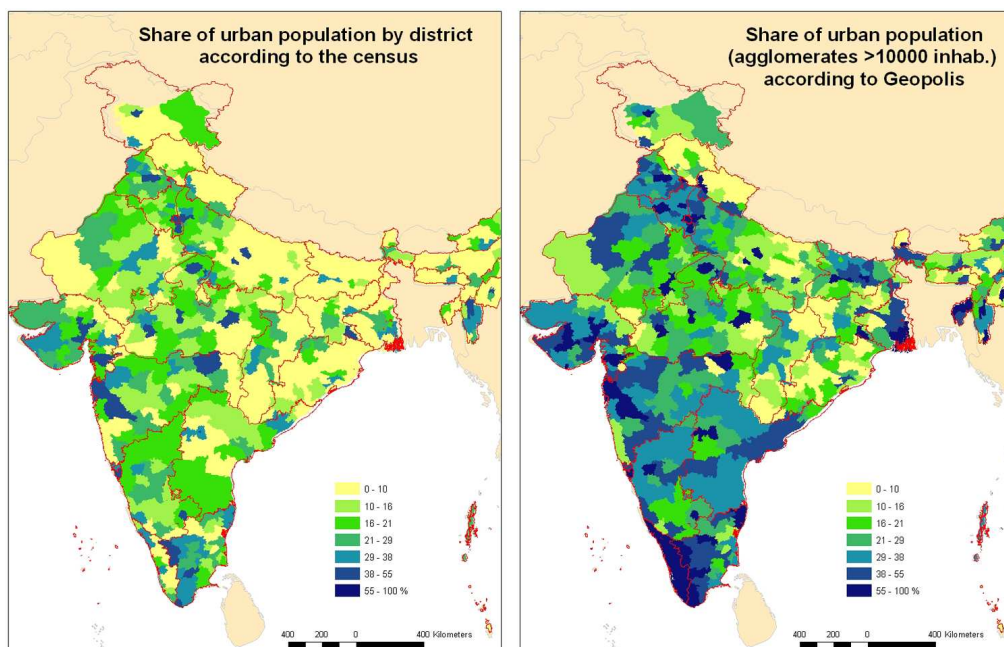 Share of urban population by district
according to the census
0 - 10
10 - 16
16 - 21
21 - 29
29 - 38
38 - 55
55 - 100 %
400 200 0 400 Kilometers
Share of urban population
(agglomerates >10000 inhab.)
according to Geopolis
0 - 10
10 - 16
16 - 21
21 - 29
29 - 38
38 - 55
55 - 100 %
400 200 0 400 Kilometers